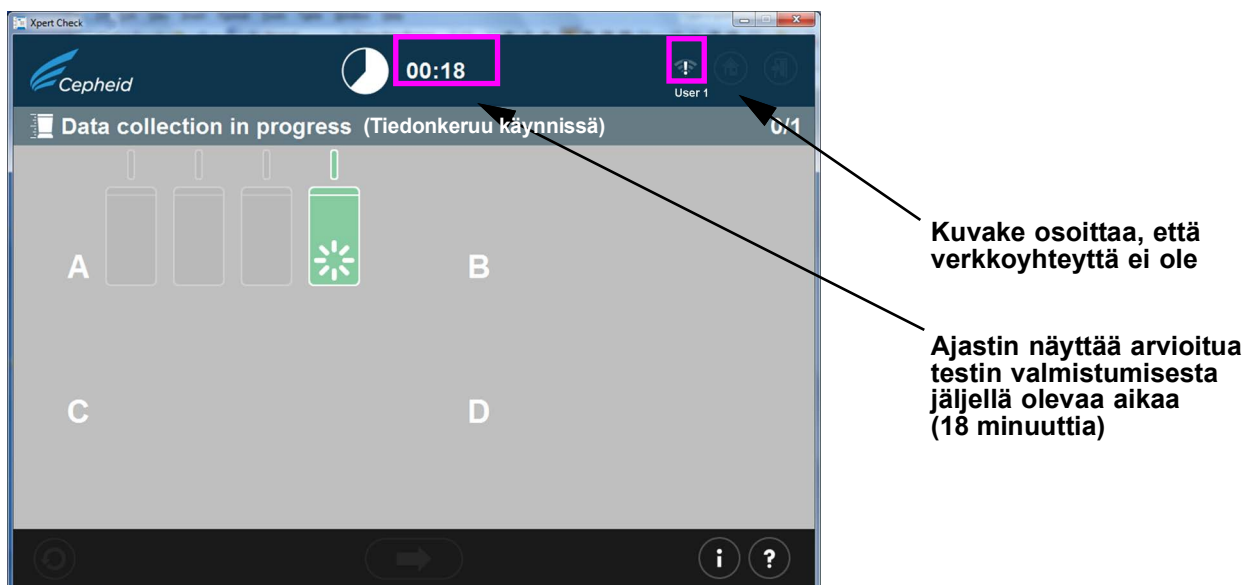 Xpert Check
Cepheid
00:18
User 1
Data collection in progress (Tiedonkeruu käynnissä)
0/1
A
B
C
D
i
?
Kuvake osoittaa, että
verkkoyhteyttä ei ole
Ajastin näyttää arvioitua
testin valmistumisesta
jäljellä olevaa aikaa
(18 minuuttia)